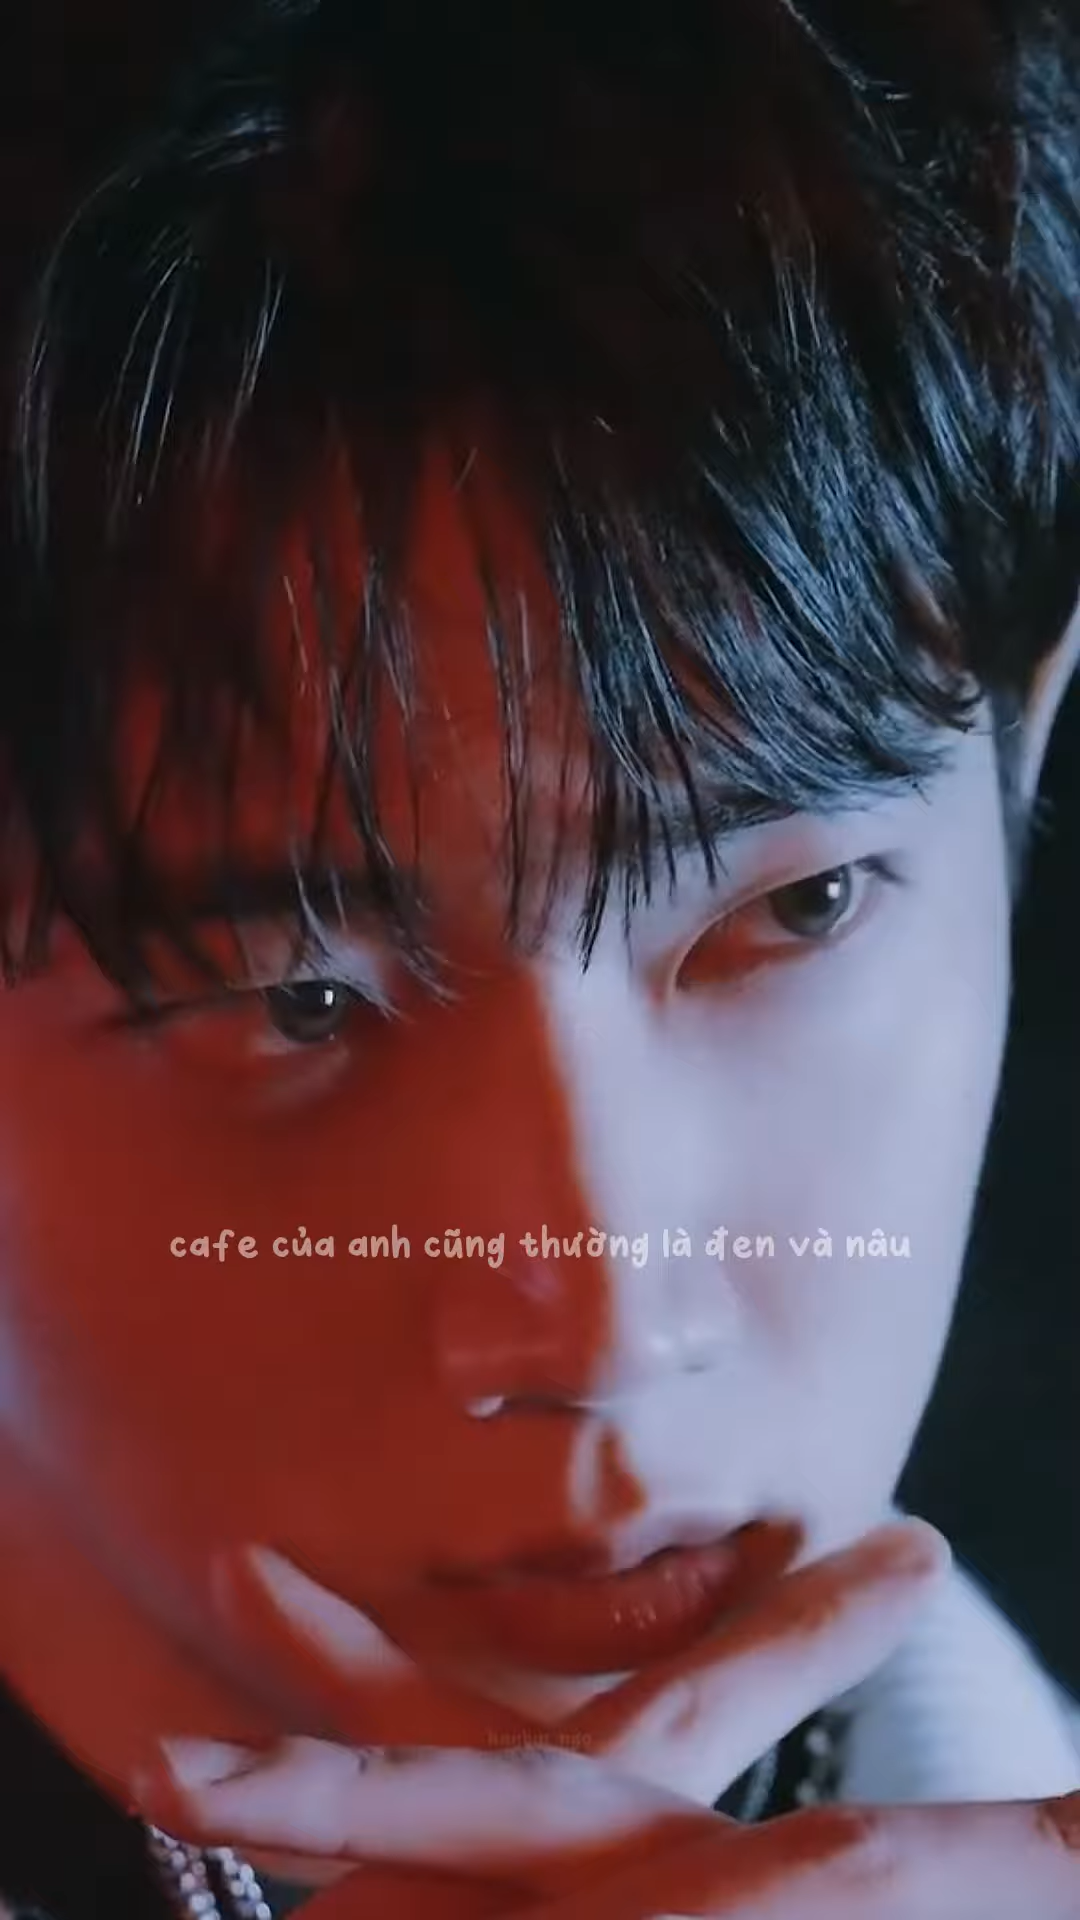 cafe của anh cũng thường là đen và nâu